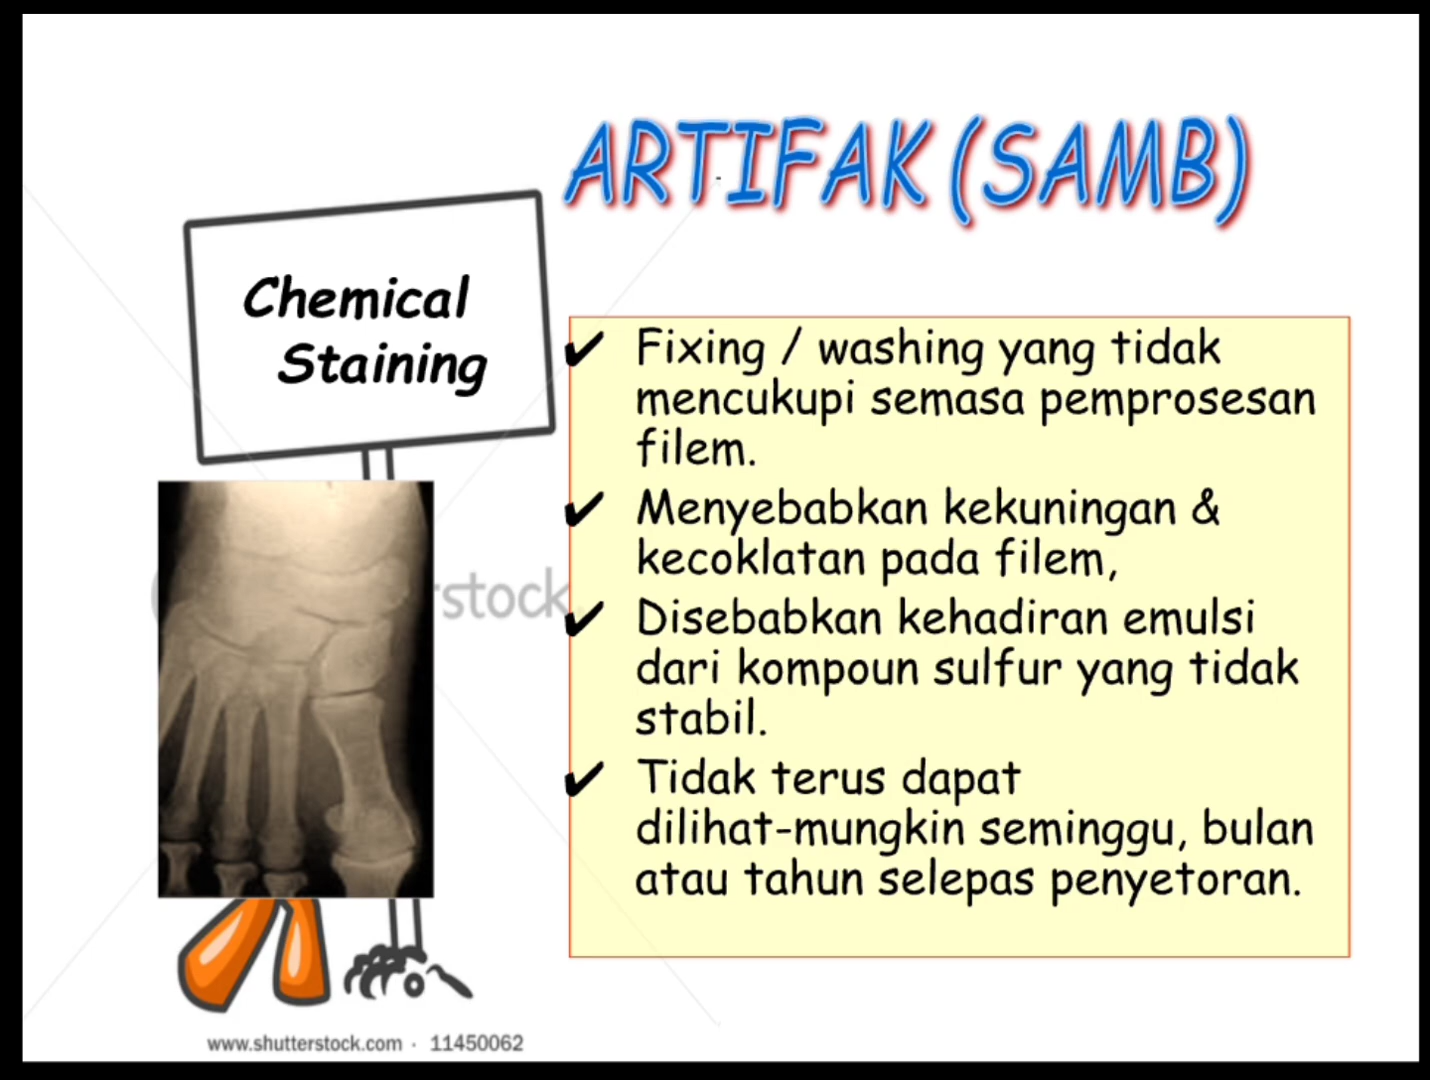 ARTIFAK (SAMB)
Chemical
Staining
✔ Fixing / washing yang tidak
mencukupi semasa pemprosesan
filem.
✔ Menyebabkan kekuningan &
kecoklatan pada filem,
✔ Disebabkan kehadiran emulsi
dari kompoun sulfur yang tidak
stabil.
✔ Tidak terus dapat
dilihat-mungkin seminggu, bulan
atau tahun selepas penyetoran.
stock.
www.shutterstock.com · 11450062